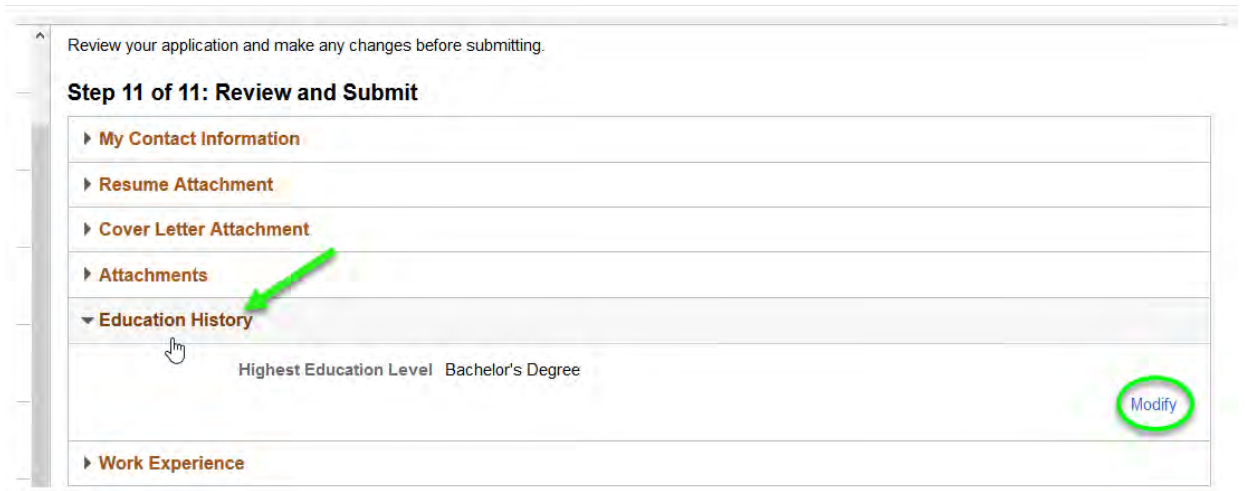 Review your application and make any changes before submitting.
Step 11 of 11: Review and Submit
My Contact Information
Resume Attachment
Cover Letter Attachment
Attachments
Education History
Highest Education Level Bachelor's Degree
Modify
Work Experience